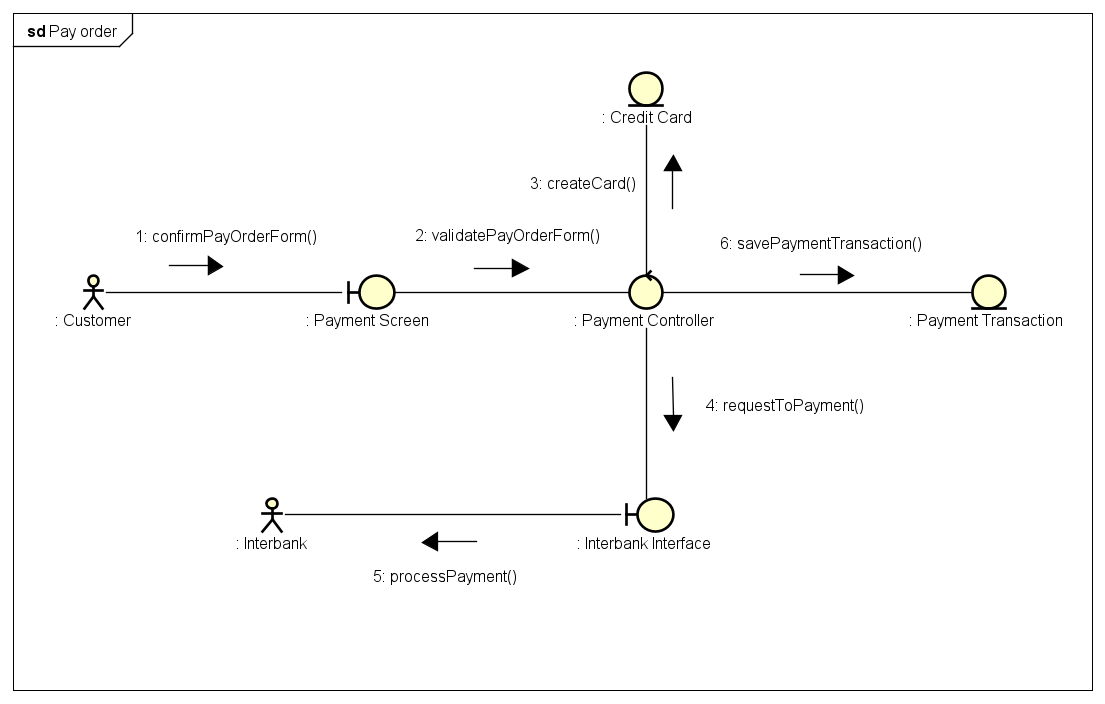 sd Pay order
: Credit Card
3: createCard()
1: confirmPayOrderForm()
2: validatePayOrderForm()
6: savePaymentTransaction()
: Customer
: Payment Screen
: Payment Controller
: Payment Transaction
4: requestToPayment()
: Interbank
: Interbank Interface
5: processPayment()